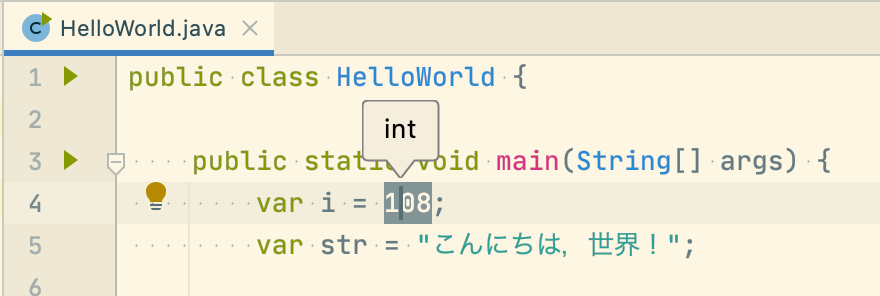 C HelloWorld.java
1 public class HelloWorld {
2
int
3 public static void main(String[] args) {
4 var i = 108;
5 var str = "こんにちは，世界！";
6